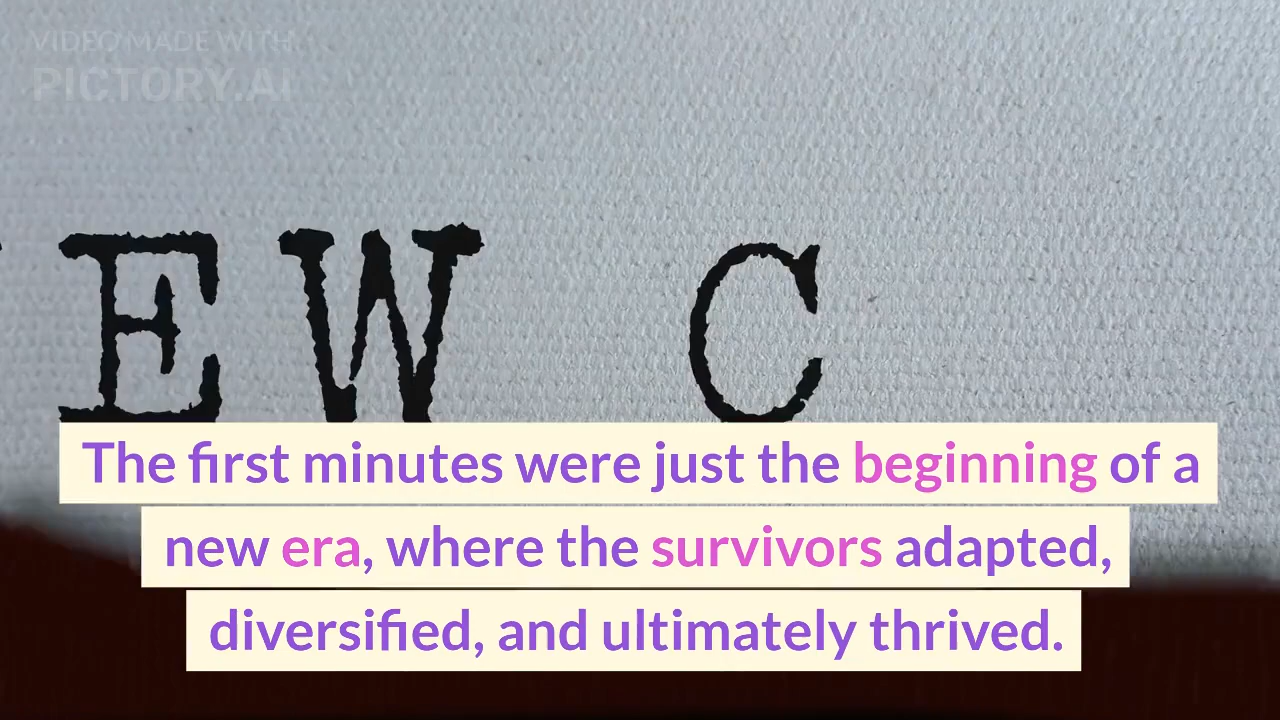 VIDEO MADE WITH
PICTORY.AI
EW C
The first minutes were just the beginning of a
new era, where the survivors adapted,
diversified, and ultimately thrived.